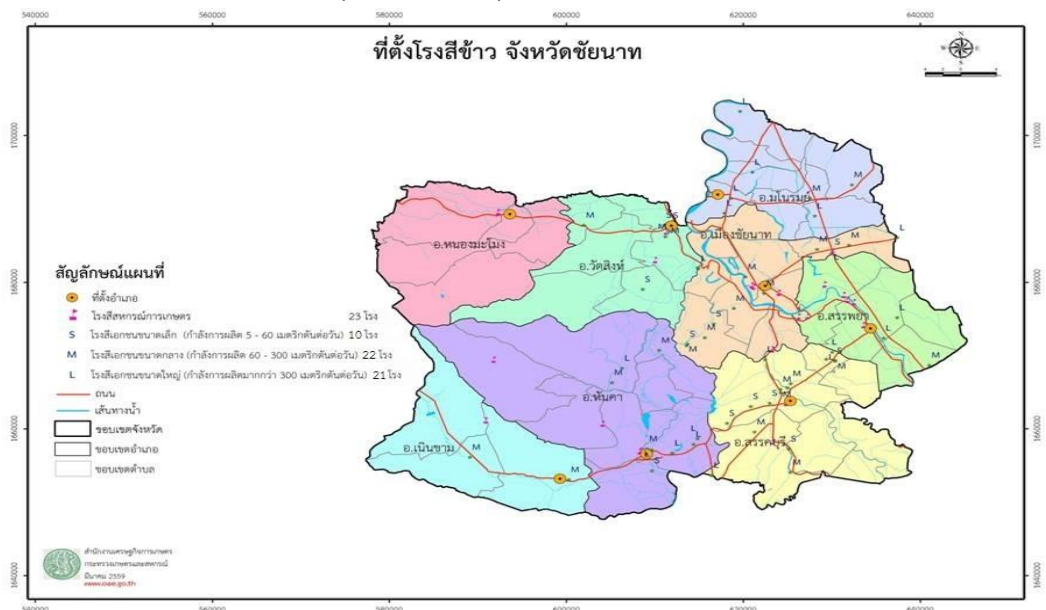 540000 560000 580000 600000 620000 640000
ที่ตั้งโรงสีข้าว จังหวัดชัยนาท
N
W E
S
1700000 1700000
1680000 1680000
1660000 1660000
1640000 1640000
อ.มโนรมย์
อ.เมืองชัยนาท
อ.หนองมะโมง
อ.วัดสิงห์
อ.สรรพยา
อ.หันคา
อ.สรรคบุรี
อ.เนินขาม
สัญลักษณ์แผนที่
ที่ตั้งอำเภอ
โรงสีสหกรณ์การเกษตร 23 โรง
S โรงสีเอกชนขนาดเล็ก (กำลังการผลิต 5 - 60 เมตริกตันต่อวัน) 10 โรง
M โรงสีเอกชนขนาดกลาง (กำลังการผลิต 60 - 300 เมตริกตันต่อวัน) 22 โรง
L โรงสีเอกชนขนาดใหญ่ (กำลังการผลิตมากกว่า 300 เมตริกตันต่อวัน) 21 โรง
ถนน
เส้นทางน้ำ
ขอบเขตจังหวัด
ขอบเขตอำเภอ
ขอบเขตตำบล
สำนักงานเศรษฐกิจการเกษตร
กระทรวงเกษตรและสหกรณ์
มีนาคม 2559
www.oae.go.th
540000 560000 580000 600000 620000 640000